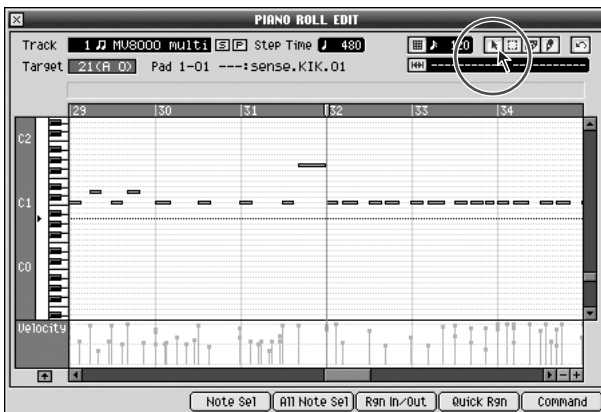 PIANO ROLL EDIT
Track 1 MV8000 multi S P Step Time 480 120
Target 21(A 0) Pad 1-01 ---:sense.KIK.01
29 30 31 32 33 34
C2
C1
C0
Velocity
Note Sel All Note Sel Rgn In/Out Quick Rgn Command